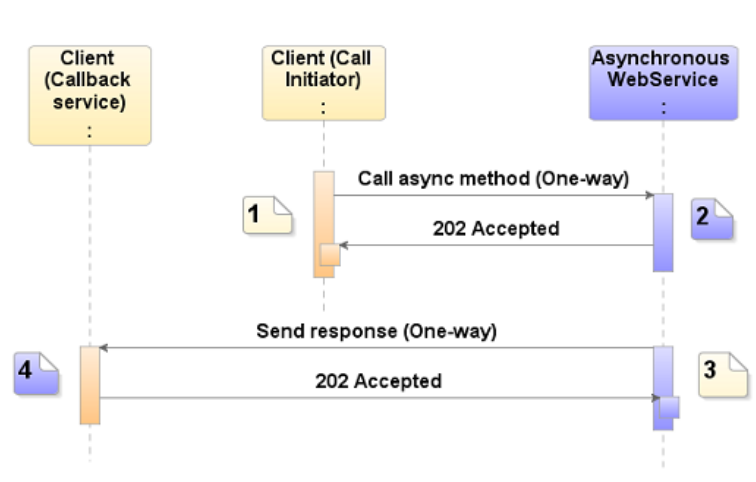 Client
(Callback
service)
:
Client (Call
Initiator)
:
Asynchronous
WebService
:
Call async method (One-way)
1
2
202 Accepted
Send response (One-way)
4
3
202 Accepted